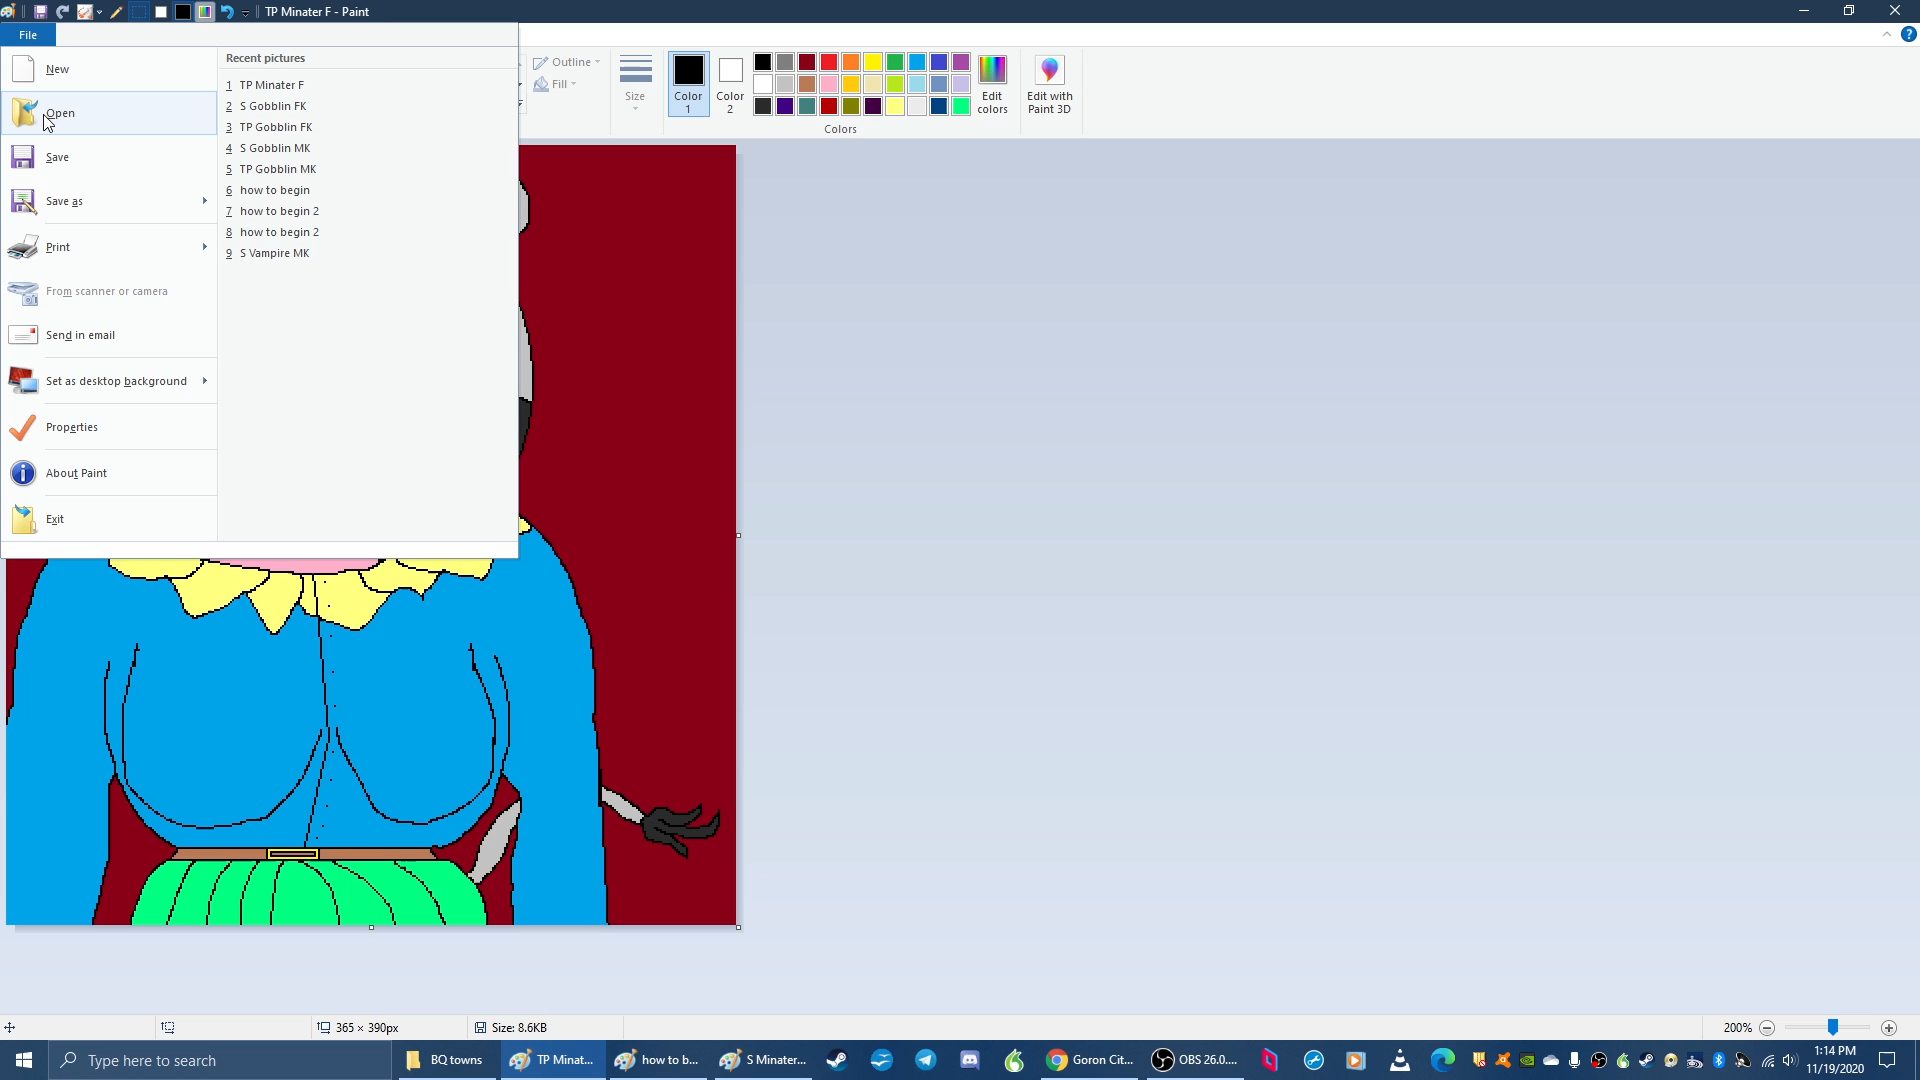 TP Minater F - Paint
File
New
Open
Save
Save as
Print
From scanner or camera
Send in email
Set as desktop background
Properties
About Paint
Exit
Recent pictures
1 TP Minater F
2 S Gobblin FK
3 TP Gobblin FK
4 S Gobblin MK
5 TP Gobblin MK
6 how to begin
7 how to begin 2
8 how to begin 2
9 S Vampire MK
Outline
Fill
Size
Color 1
Color 2
Edit colors
Edit with Paint 3D
Colors
365 × 390px
Size: 8.6KB
200%
Type here to search
BQ towns
TP Minat...
how to b...
S Minater...
Goron Cit...
OBS 26.0....
1:14 PM
11/19/2020